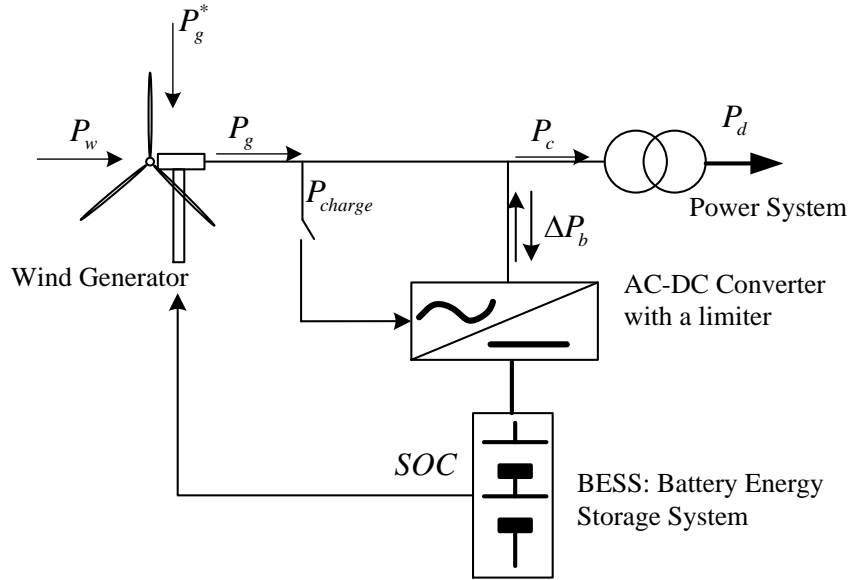 P_g^*
P_w
P_g
P_c
P_d
P_charge
ΔP_b
Power System
Wind Generator
AC-DC Converter
with a limiter
SOC
BESS: Battery Energy
Storage System